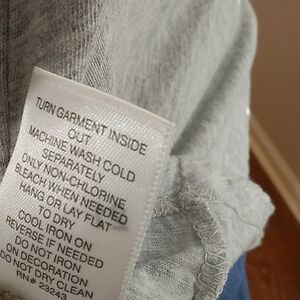 TURN GARMENT INSIDE
OUT
MACHINE WASH COLD
SEPARATELY
ONLY NON-CHLORINE
BLEACH WHEN NEEDED
HANG OR LAY FLAT
TO DRY
COOL IRON ON
REVERSE IF NEEDED
DO NOT IRON
ON DECORATION
DO NOT DRY CLEAN
RN# 23243